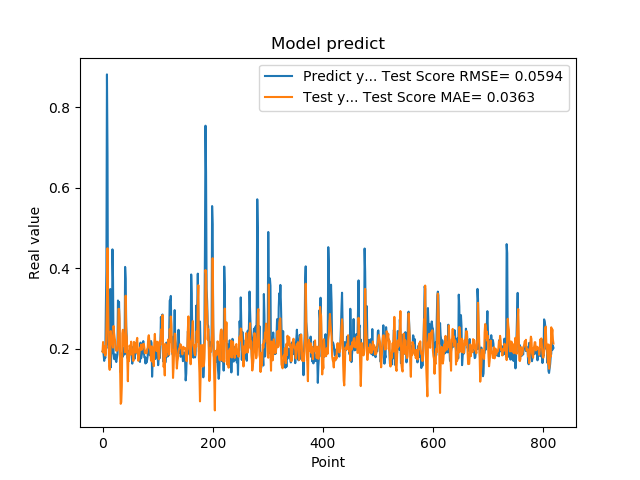 Model predict
Predict y... Test Score RMSE= 0.0594
Test y... Test Score MAE= 0.0363
Real value
0.8
0.6
0.4
0.2
0 200 400 600 800
Point